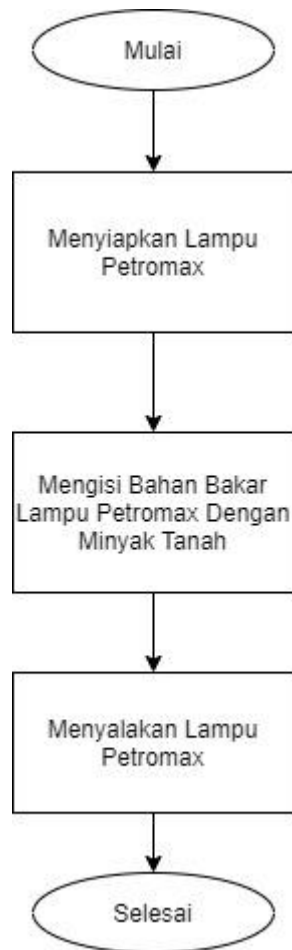 Mulai
Menyiapkan Lampu
Petromax
Mengisi Bahan Bakar
Lampu Petromax Dengan
Minyak Tanah
Menyalakan Lampu
Petromax
Selesai